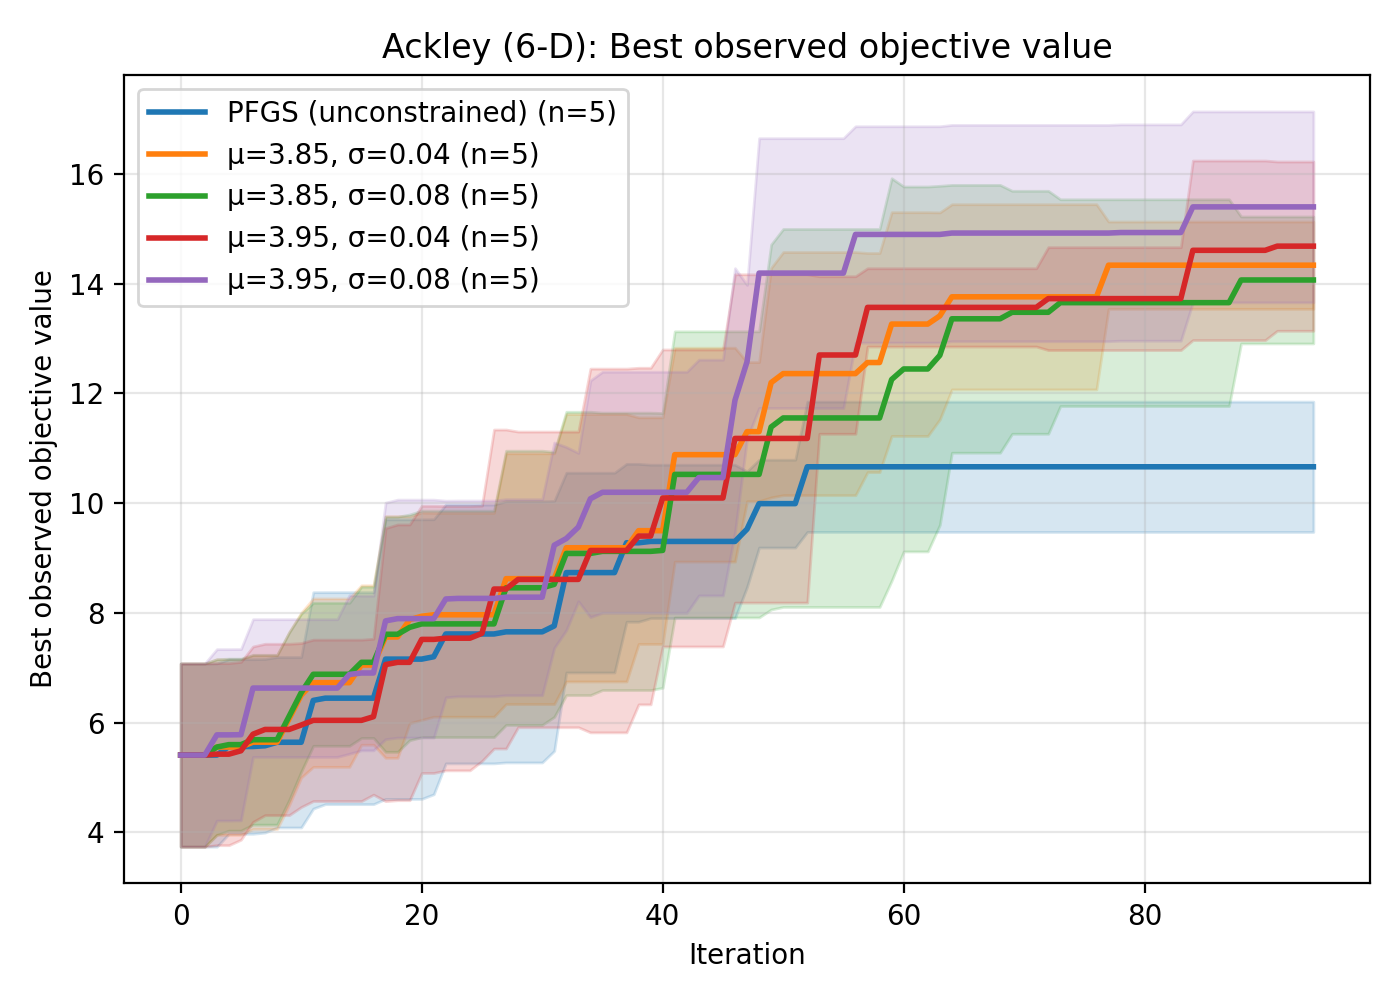 Ackley (6-D): Best observed objective value
PFGS (unconstrained) (n=5)
μ=3.85, σ=0.04 (n=5)
μ=3.85, σ=0.08 (n=5)
μ=3.95, σ=0.04 (n=5)
μ=3.95, σ=0.08 (n=5)
Best observed objective value
16
14
12
10
8
6
4
0 20 40 60 80
Iteration